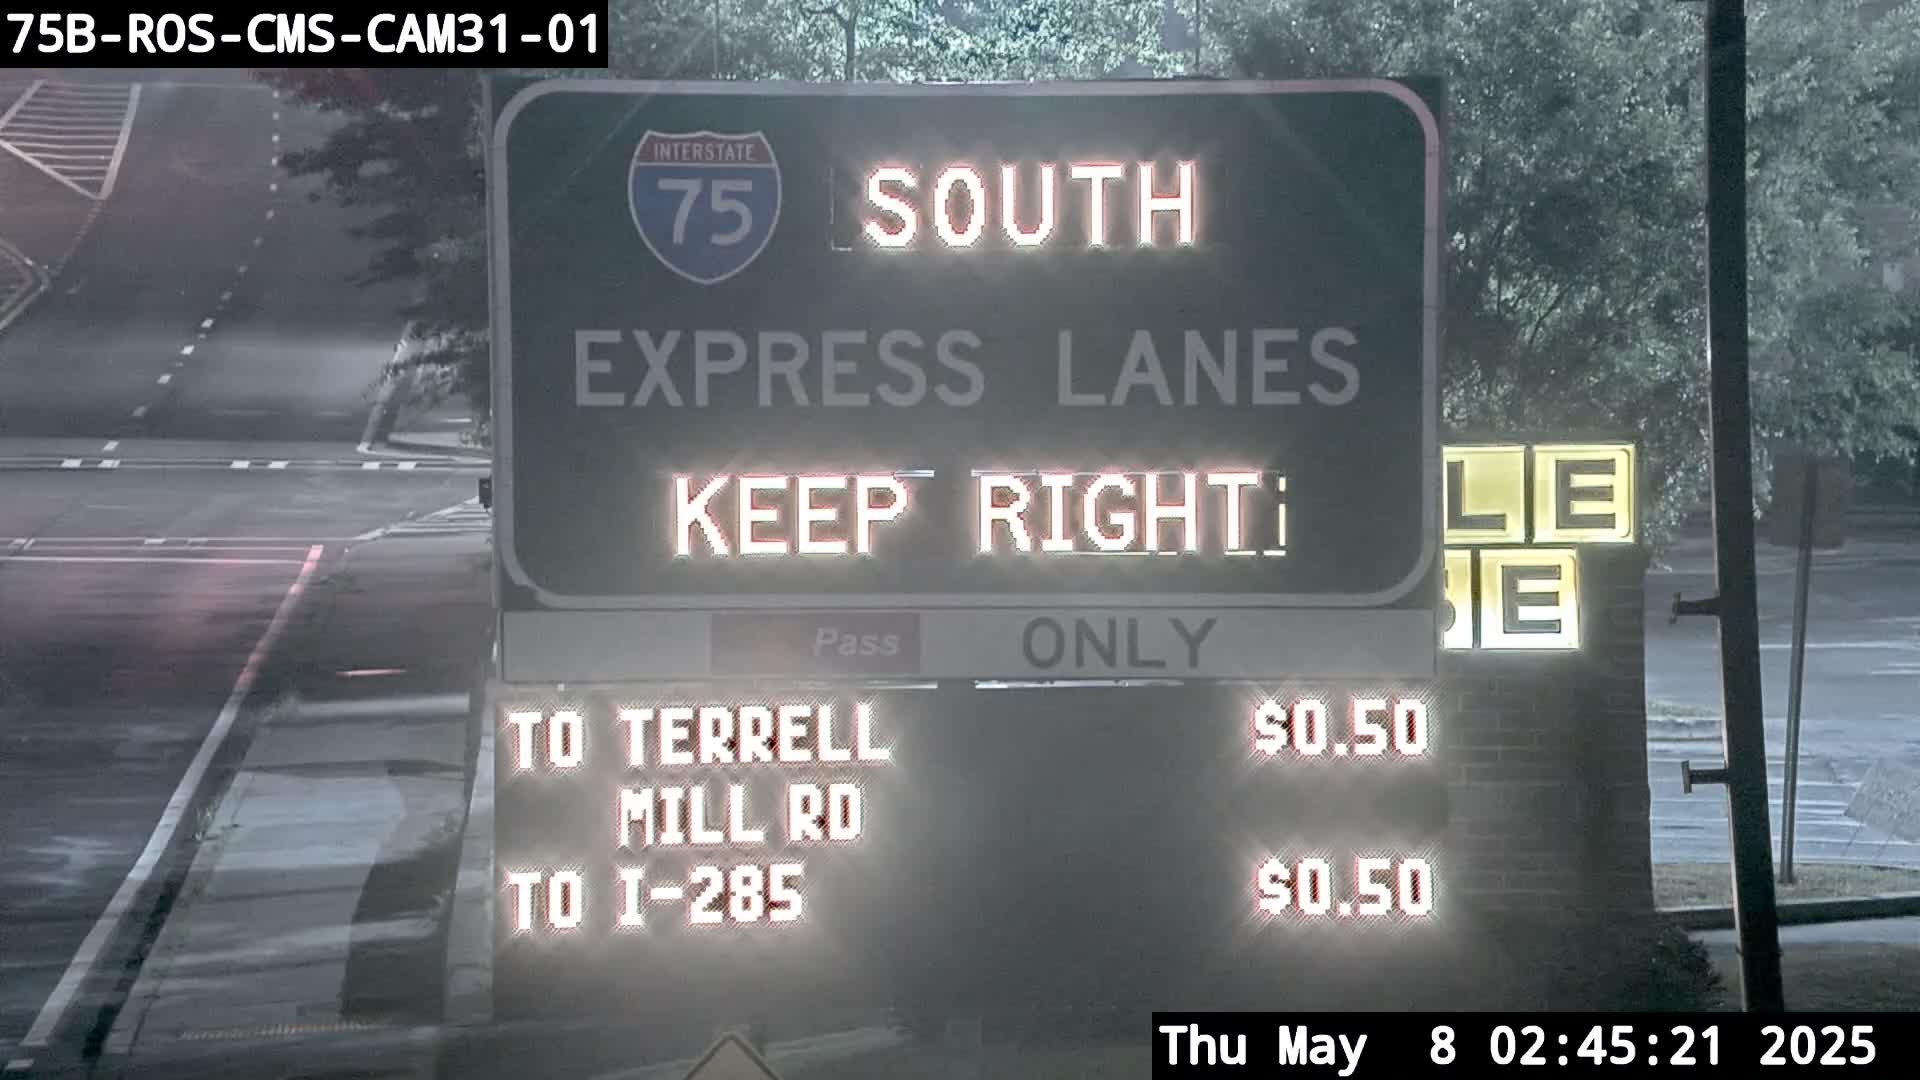 75B-ROS-CMS-CAM31-01
INTERSTATE
75
SOUTH
EXPRESS LANES
KEEP RIGHT
LE
E
Pass ONLY
TO TERRELL $0.50
MILL RD
TO I-285 $0.50
Thu May 8 02:45:21 2025